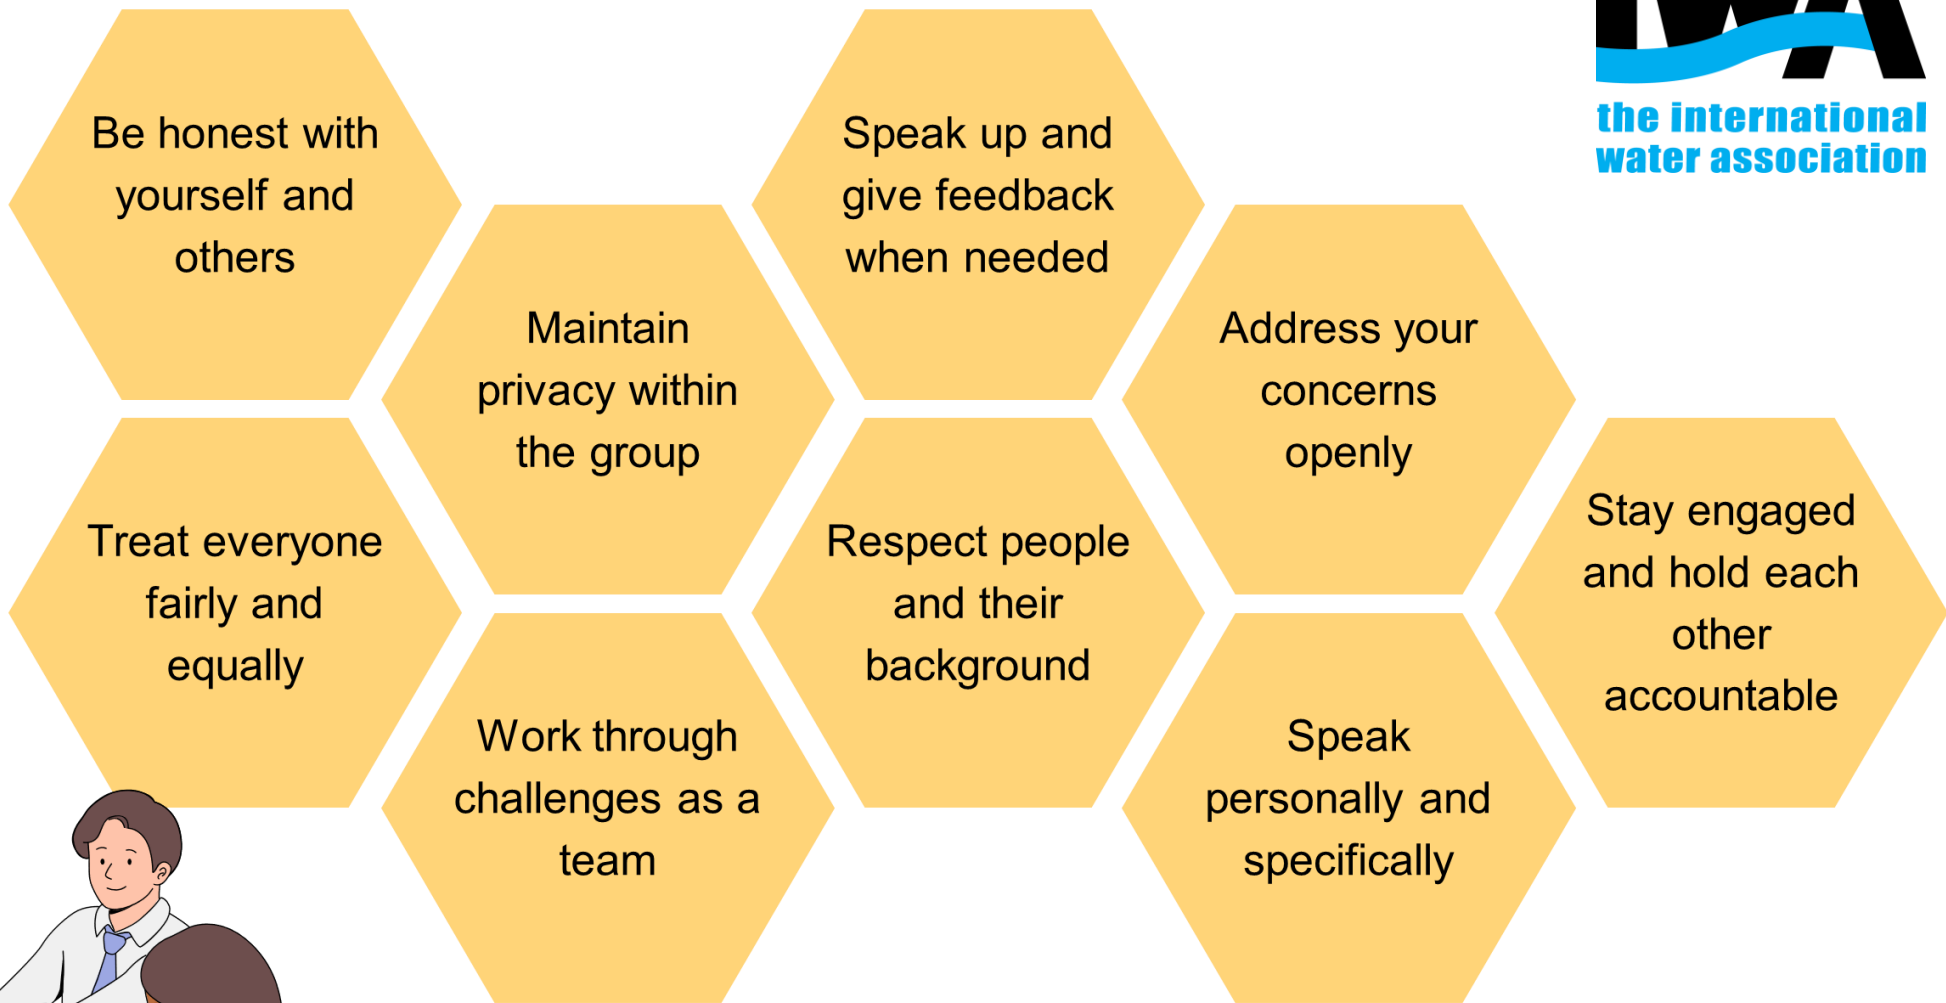 Be honest with
yourself and
others
Speak up and
give feedback
when needed
the international
water association
Maintain
privacy within
the group
Address your
concerns
openly
Treat everyone
fairly and
equally
Respect people
and their
background
Stay engaged
and hold each
other
accountable
Work through
challenges as a
team
Speak
personally and
specifically